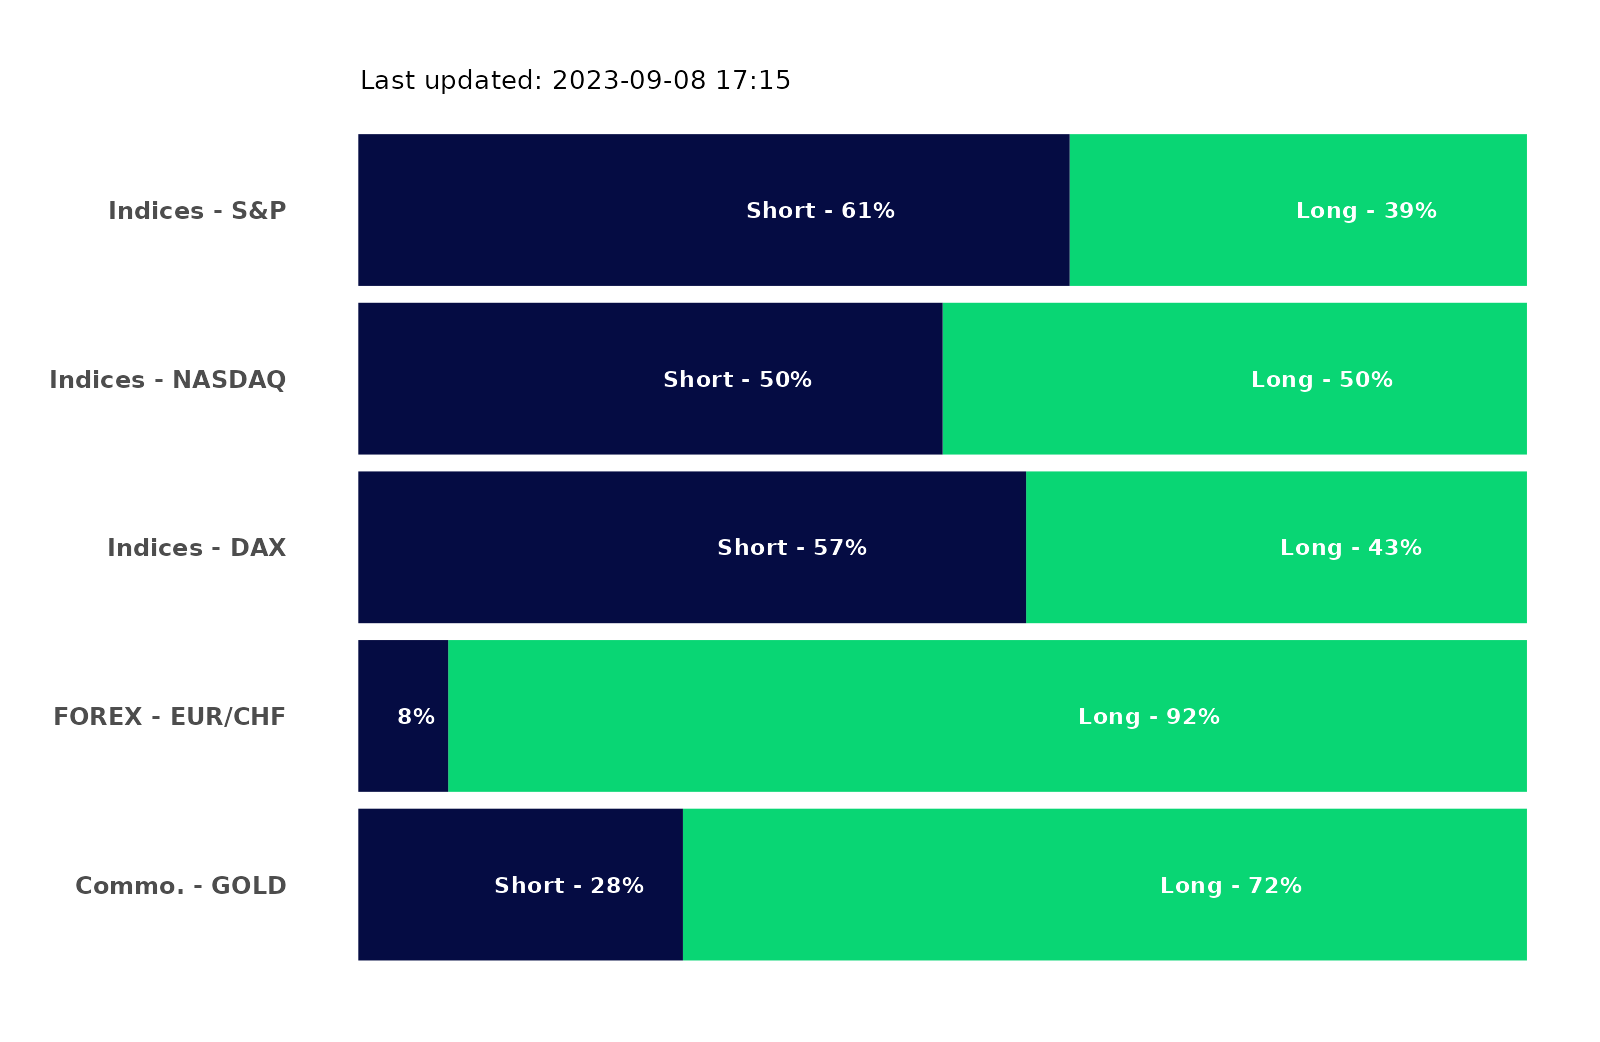 Last updated: 2023-09-08 17:15
Indices - S&P
Short - 61%
Long - 39%
Indices - NASDAQ
Short - 50%
Long - 50%
Indices - DAX
Short - 57%
Long - 43%
FOREX - EUR/CHF
8%
Long - 92%
Commo. - GOLD
Short - 28%
Long - 72%